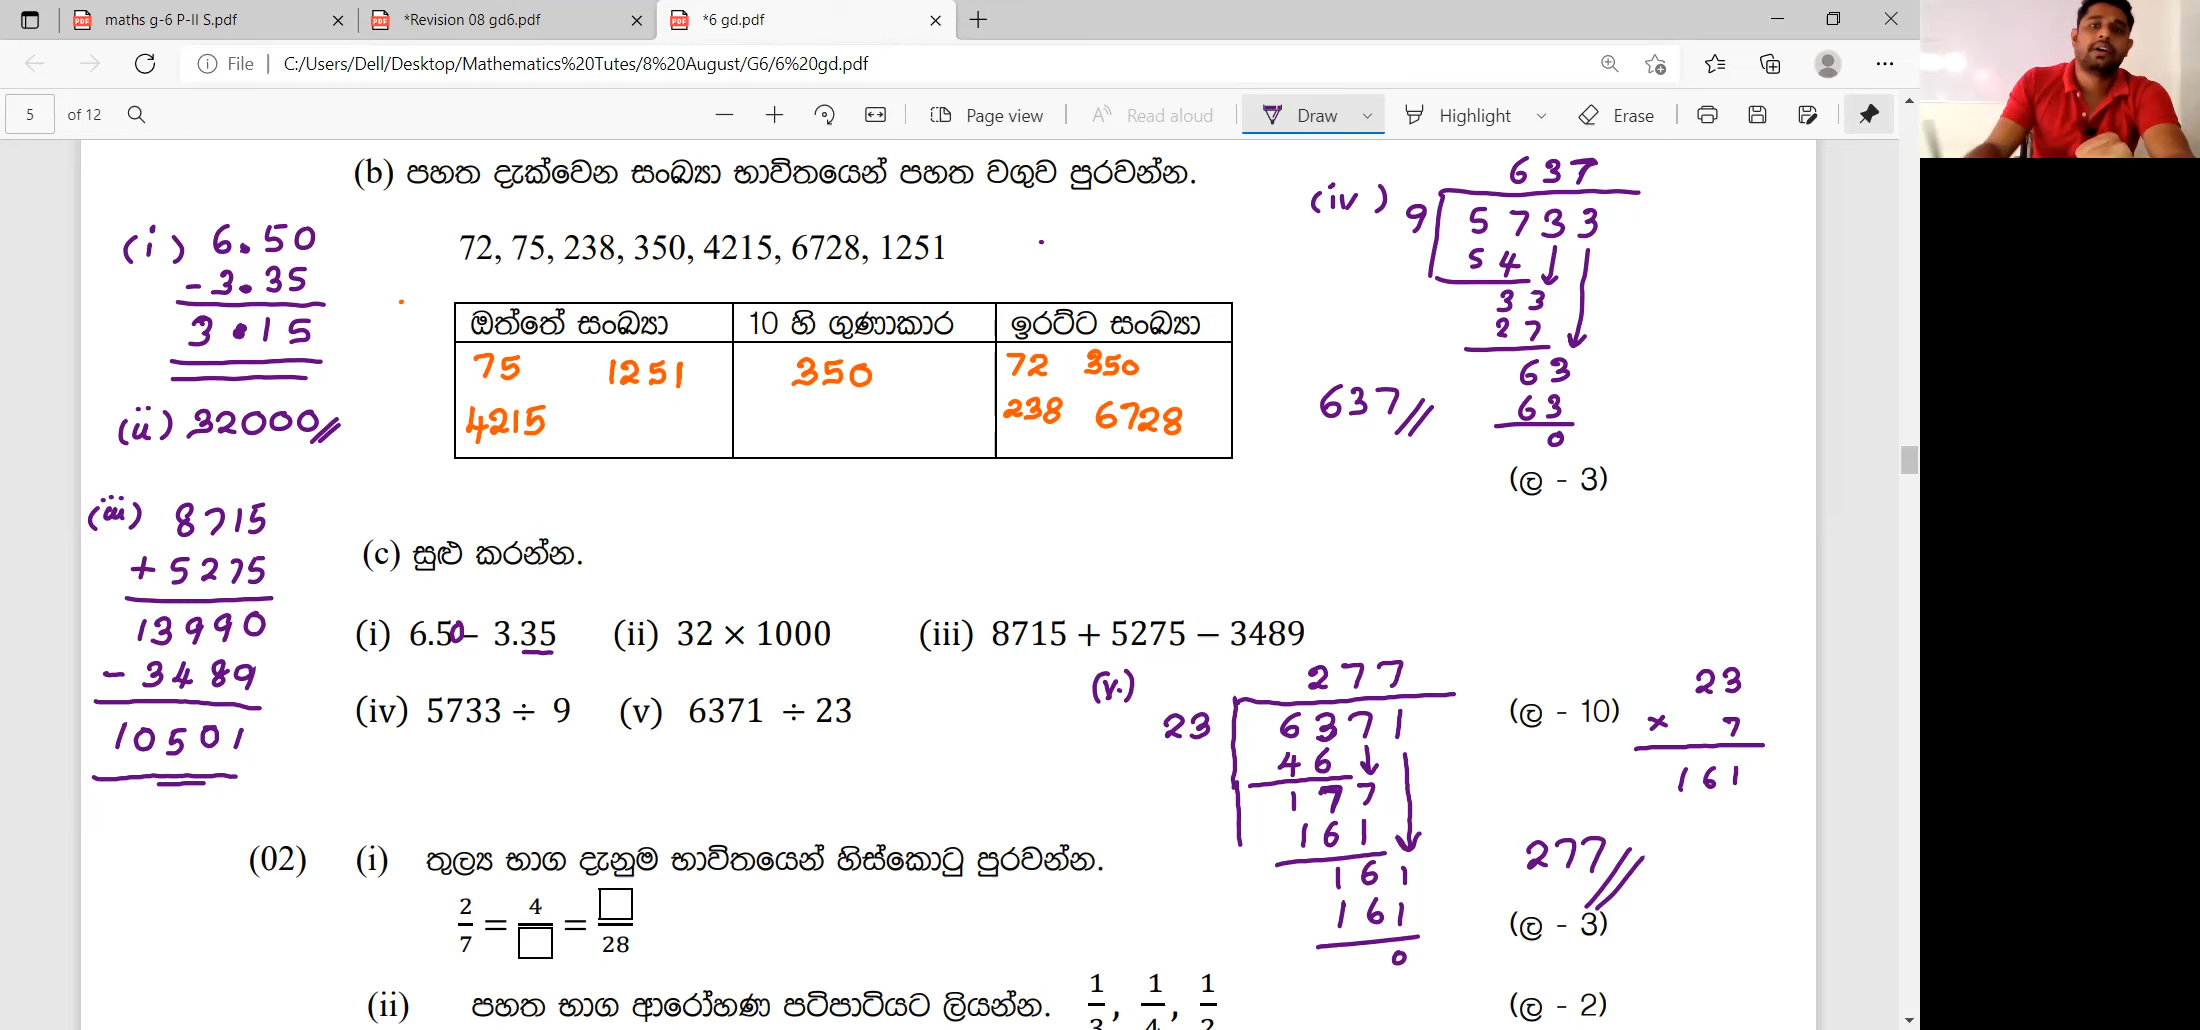 maths g-6 P-II S.pdf
*Revision 08 gd6.pdf
*6 gd.pdf
File
C:/Users/Dell/Desktop/Mathematics%20Tutes/8%20August/G6/6%20gd.pdf
5 of 12
Page view
Read aloud
Draw
Highlight
Erase
(b) පහත දැක්වෙන සංඛ්‍යා භාවිතයෙන් පහත වගුව පුරවන්න.
72, 75, 238, 350, 4215, 6728, 1251
ඔත්තේ සංඛ්‍යා 10 හි ගුණාකාර ඉරට්ට සංඛ්‍යා
75 1251 350 72 350
4215 238 6728
(i) 6.50
- 3.35
3.15
(ii) 32000//
(iii) 8715
+ 5275
13990
- 3489
10501
(iv) 637
9 5733
54
33
27
63
63
0
637//
(ල - 3)
(c) සුළු කරන්න.
(i) 6.50 – 3.35 (ii) 32 × 1000 (iii) 8715 + 5275 − 3489
(iv) 5733 ÷ 9 (v) 6371 ÷ 23
(ල - 10)
(v.) 277
23 6371
46
177
161
161
161
0
23
× 7
161
277//
(02) (i) තුල්‍ය භාග දැනුම භාවිතයෙන් හිස්කොටු පුරවන්න.
2/7 = 4/□ = □/28
(ල - 3)
(ii) පහත භාග ආරෝහණ පටිපාටියට ලියන්න. 1/3, 1/4, 1/2
(ල - 2)